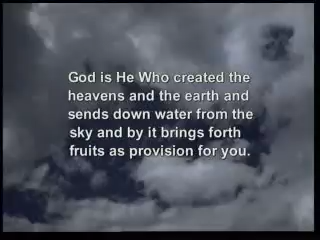 God is He Who created the
heavens and the earth and
sends down water from the
sky and by it brings forth
fruits as provision for you.